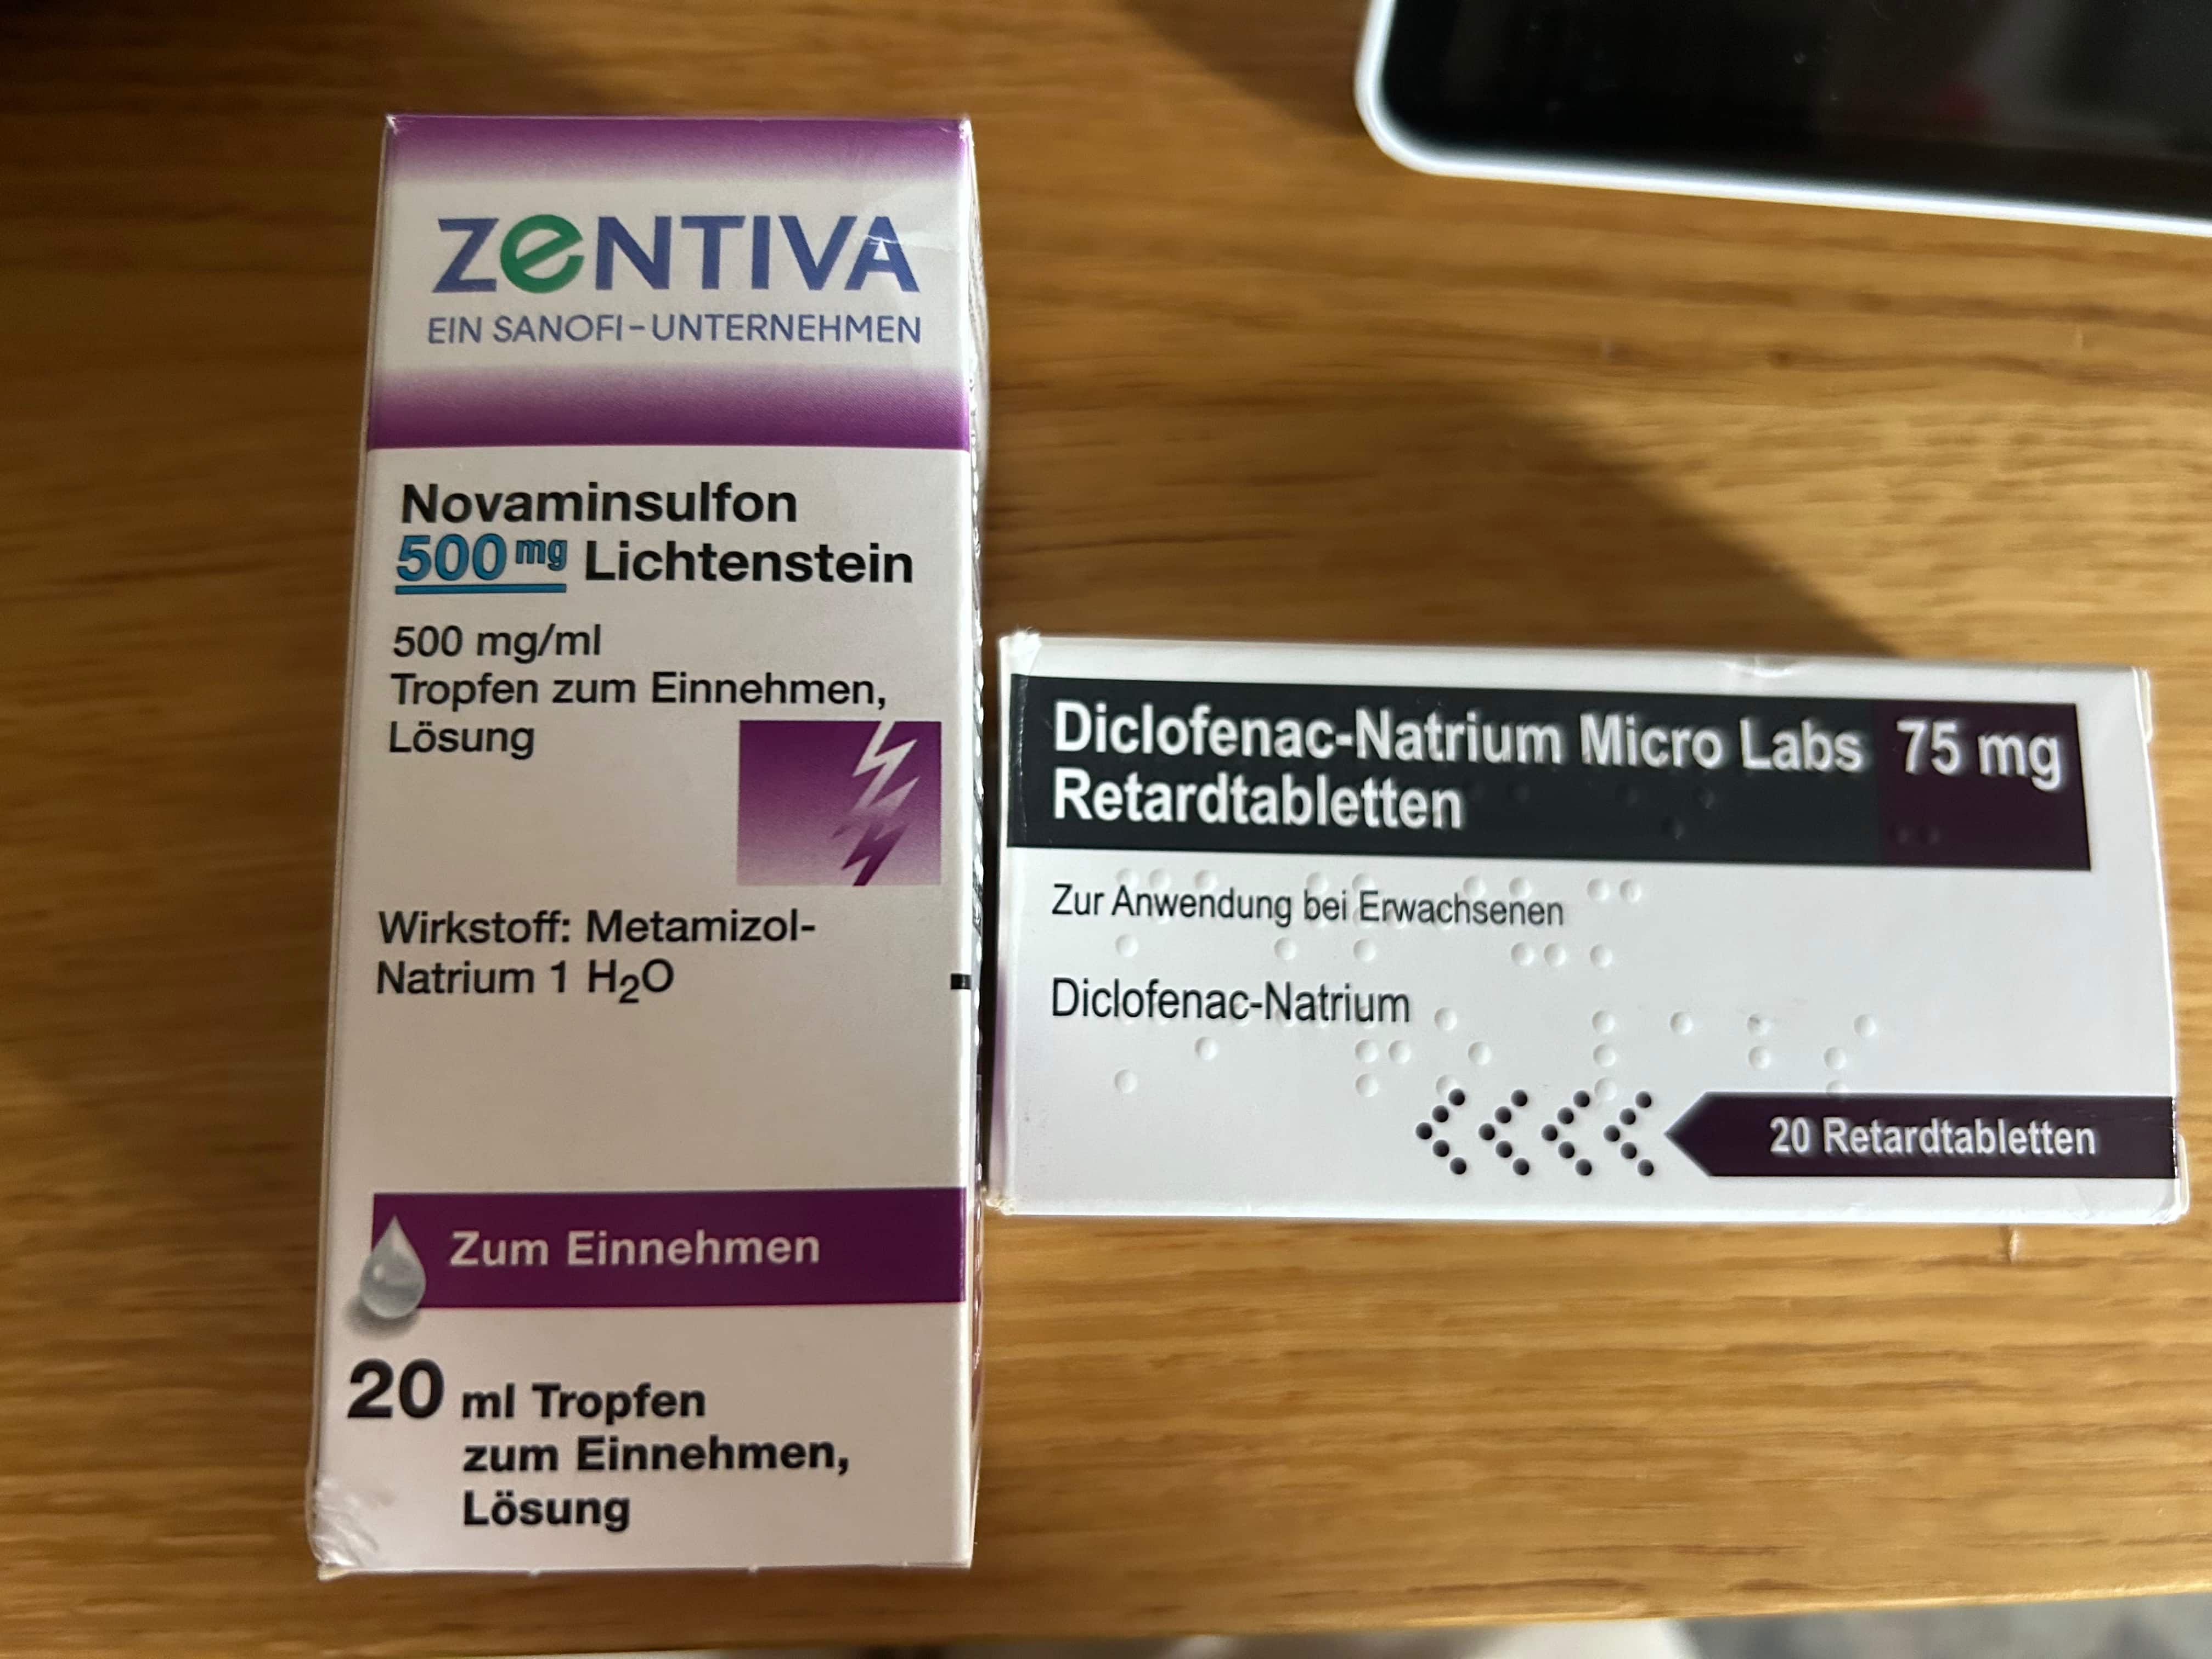 ZeNTIVA
EIN SANOFI-UNTERNEHMEN
Novaminsulfon
500 mg Lichtenstein
500 mg/ml
Tropfen zum Einnehmen,
Lösung
Wirkstoff: Metamizol-
Natrium 1 H₂O
Zum Einnehmen
20 ml Tropfen
zum Einnehmen,
Lösung
Diclofenac-Natrium Micro Labs 75 mg
Retardtabletten
Zur Anwendung bei Erwachsenen
Diclofenac-Natrium
20 Retardtabletten